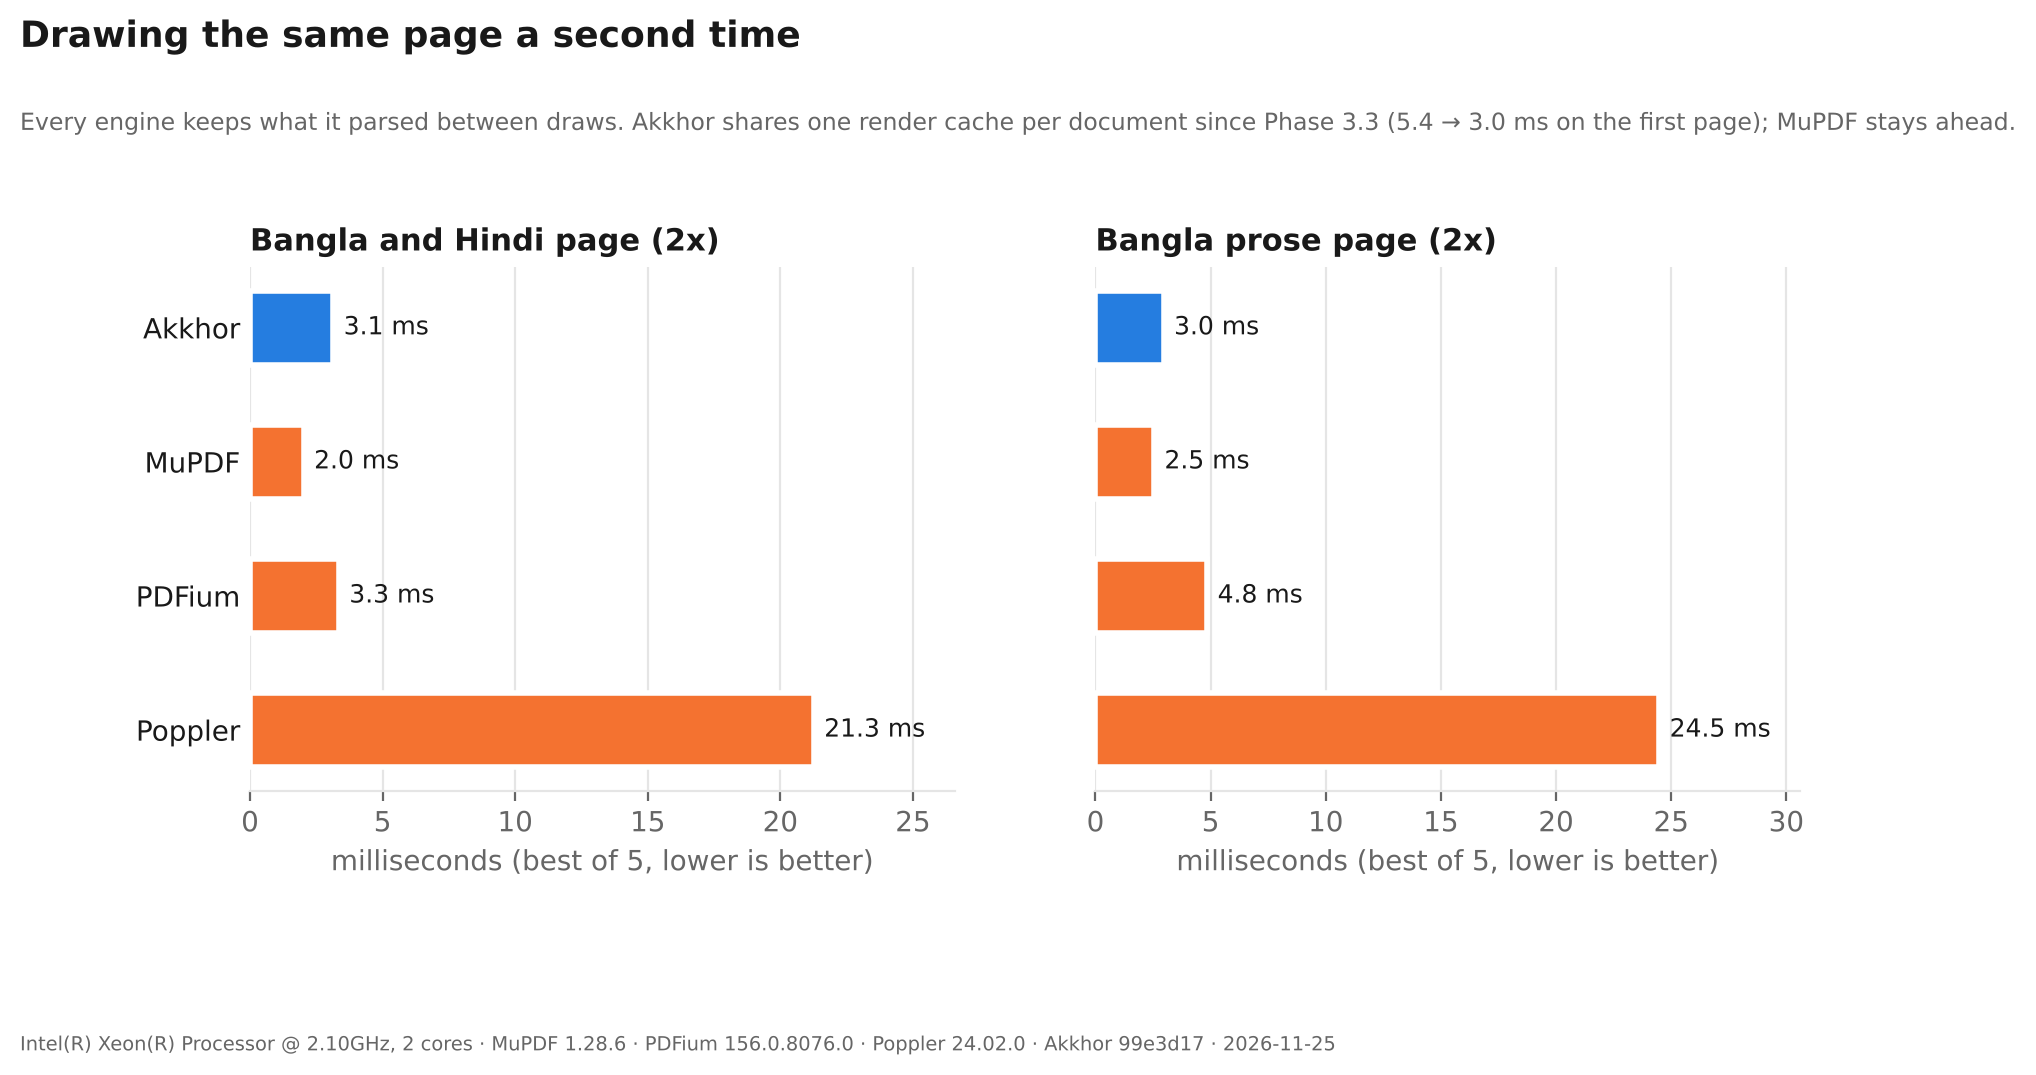 Drawing the same page a second time
Every engine keeps what it parsed between draws. Akkhor shares one render cache per document since Phase 3.3 (5.4 → 3.0 ms on the first page); MuPDF stays ahead.
Bangla and Hindi page (2x)
Akkhor 3.1 ms
MuPDF 2.0 ms
PDFium 3.3 ms
Poppler 21.3 ms
0 5 10 15 20 25
milliseconds (best of 5, lower is better)
Bangla prose page (2x)
3.0 ms
2.5 ms
4.8 ms
24.5 ms
0 5 10 15 20 25 30
milliseconds (best of 5, lower is better)
Intel(R) Xeon(R) Processor @ 2.10GHz, 2 cores · MuPDF 1.28.6 · PDFium 156.0.8076.0 · Poppler 24.02.0 · Akkhor 99e3d17 · 2026-11-25